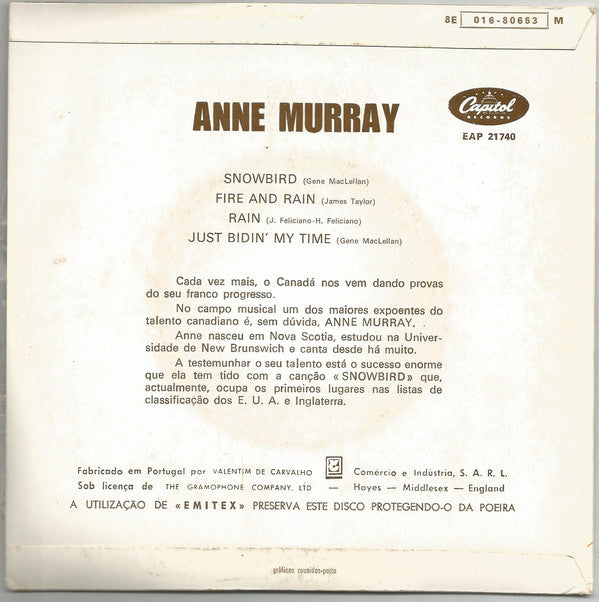 8E 016-80653 M
ANNE MURRAY
Capitol
RECORDS
EAP 21740
SNOWBIRD (Gene MacLellan)
FIRE AND RAIN (James Taylor)
RAIN (J. Feliciano-H. Feliciano)
JUST BIDIN' MY TIME (Gene MacLellan)
Cada vez mais, o Canadá nos vem dando provas
do seu franco progresso.
No campo musical um dos maiores expoentes do
talento canadiano é, sem dúvida, ANNE MURRAY. .
Anne nasceu em Nova Scotia, estudou na Univer-
sidade de New Brunswich e canta desde há muito.
A testemunhar o seu talento está o sucesso enorme
que ela tem tido com a canção «SNOWBIRD» que,
actualmente, ocupa os primeiros lugares nas listas de
classificação dos E. U. A. e Inglaterra.
Fabricado em Portugal por VALENTIM DE CARVALHO Comércio e Indústria, S. A. R. L.
Sob licença de THE GRAMOPHONE COMPANY, LTD — Hayes — Middlesex — England
A UTILIZAÇÃO DE «EMITEX» PRESERVA ESTE DISCO PROTEGENDO-O DA POEIRA
gráficos reunidos-porto